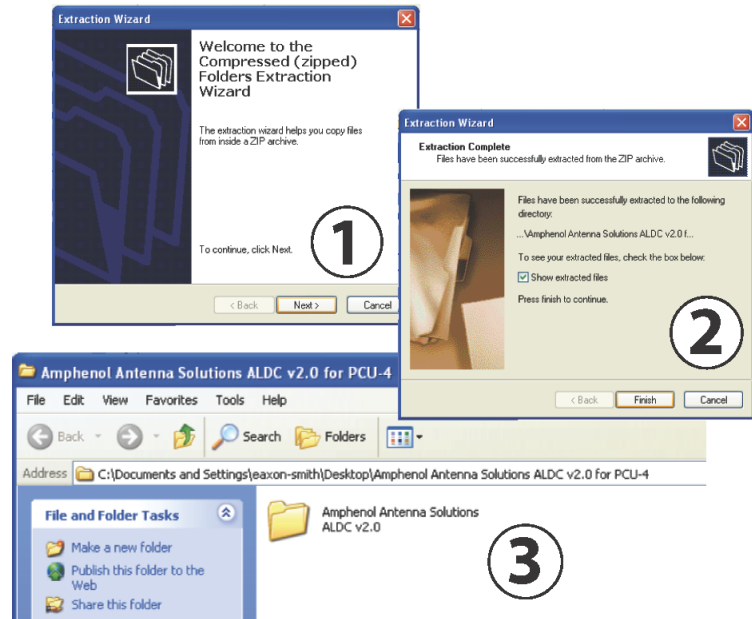 Extraction Wizard
Welcome to the
Compressed (zipped)
Folders Extraction
Wizard
The extraction wizard helps you copy files
from inside a ZIP archive.
To continue, click Next.
1
< Back
Next >
Cancel
Extraction Wizard
Extraction Complete
Files have been successfully extracted from the ZIP archive.
Files have been successfully extracted to the following
directory:
...\Amphenol Antenna Solutions ALDC v2.0 f...
To see your extracted files, check the box below:
Show extracted files
Press finish to continue.
2
< Back
Finish
Cancel
Amphenol Antenna Solutions ALDC v2.0 for PCU-4
File Edit View Favorites Tools Help
Back
Search
Folders
Address C:\Documents and Settings\eaxon-smith\Desktop\Amphenol Antenna Solutions ALDC v2.0 for PCU-4
File and Folder Tasks
Make a new folder
Publish this folder to the
Web
Share this folder
Amphenol Antenna Solutions
ALDC v2.0
3